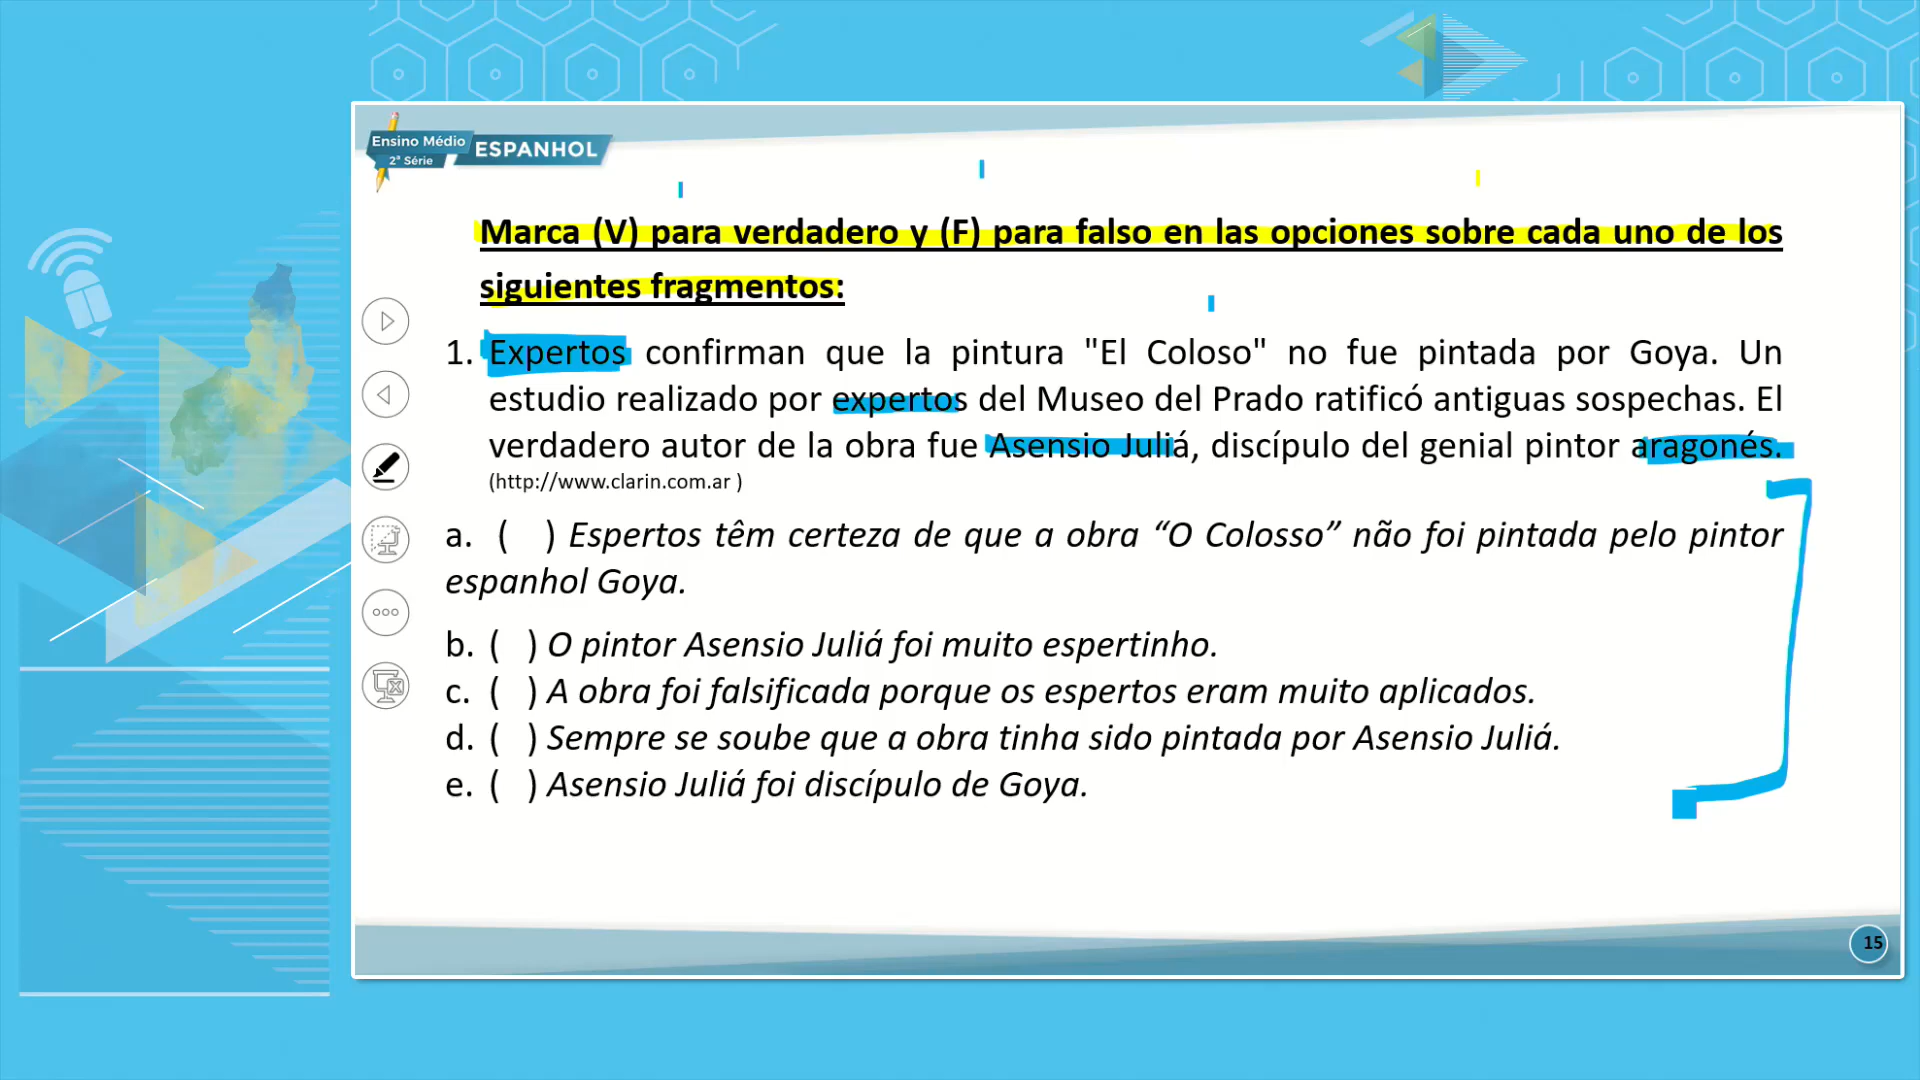 Ensino Médio
2ª Série
ESPANHOL
Marca (V) para verdadero y (F) para falso en las opciones sobre cada uno de los
siguientes fragmentos:
1. Expertos confirman que la pintura "El Coloso" no fue pintada por Goya. Un
estudio realizado por expertos del Museo del Prado ratificó antiguas sospechas. El
verdadero autor de la obra fue Asensio Juliá, discípulo del genial pintor aragonés.
(http://www.clarin.com.ar )
a. ( ) Espertos têm certeza de que a obra “O Colosso” não foi pintada pelo pintor
espanhol Goya.
b. ( ) O pintor Asensio Juliá foi muito espertinho.
c. ( ) A obra foi falsificada porque os espertos eram muito aplicados.
d. ( ) Sempre se soube que a obra tinha sido pintada por Asensio Juliá.
e. ( ) Asensio Juliá foi discípulo de Goya.
15